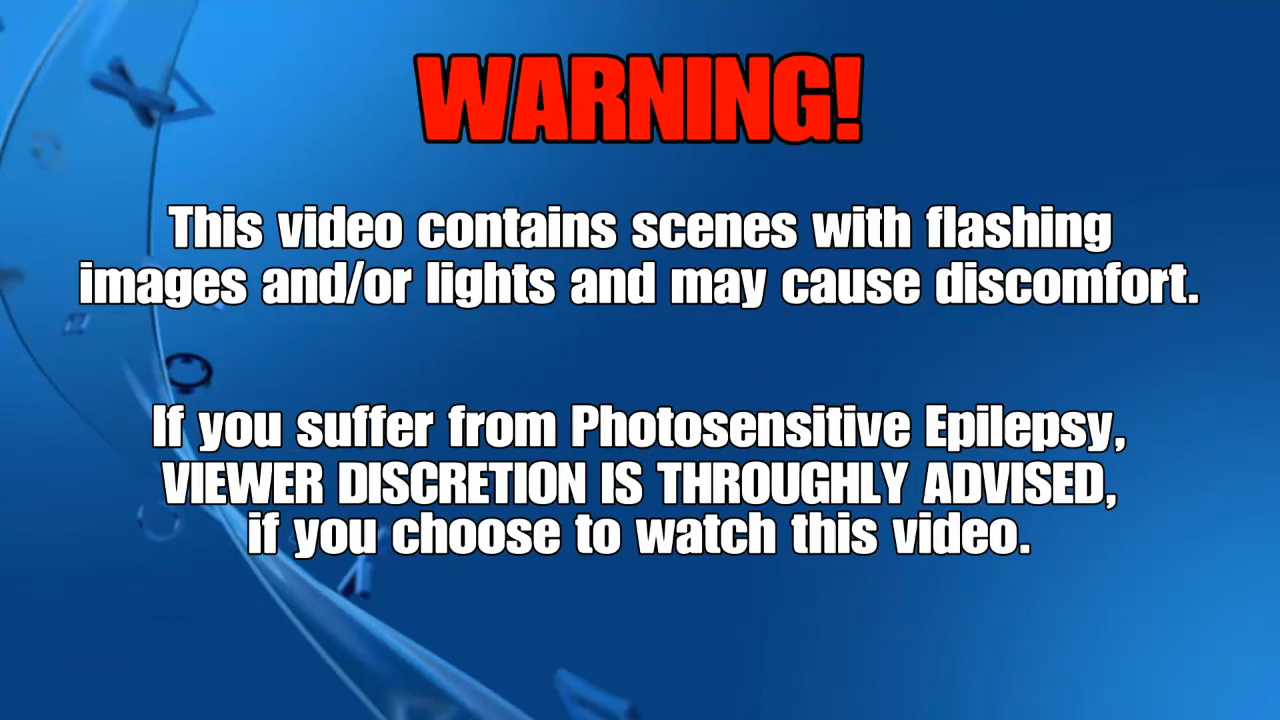 WARNING!
This video contains scenes with flashing
images and/or lights and may cause discomfort.
If you suffer from Photosensitive Epilepsy,
VIEWER DISCRETION IS THROUGHLY ADVISED,
if you choose to watch this video.